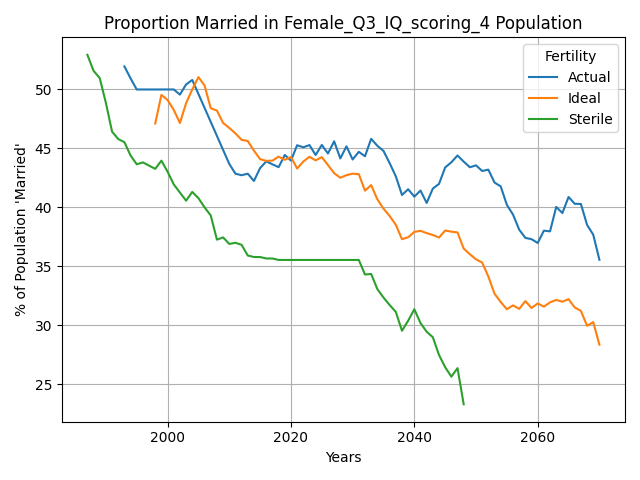 Proportion Married in Female_Q3_IQ_scoring_4 Population
Fertility
Actual
Ideal
Sterile
% of Population 'Married'
50
45
40
35
30
25
2000
2020
2040
2060
Years